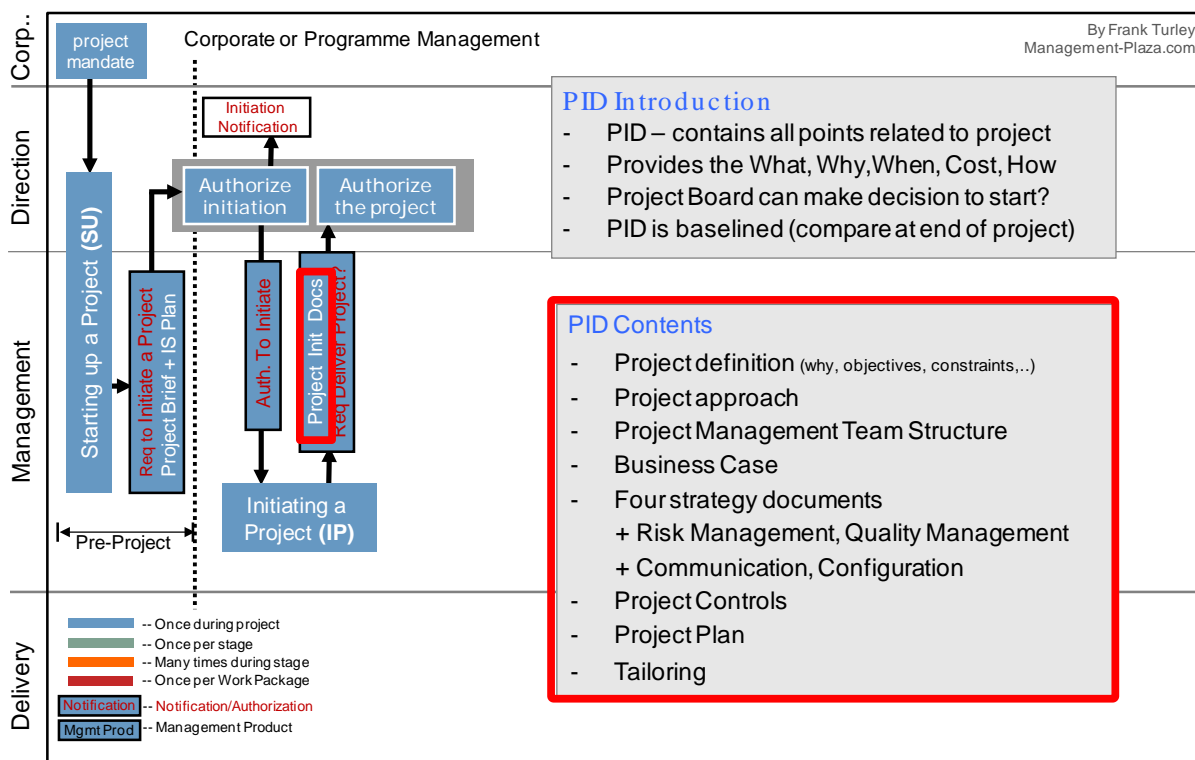 Corp..
project
mandate
Corporate or Programme Management
By Frank Turley
Management-Plaza.com
Direction
Initiation
Notification
Authorize
initiation
Authorize
the project
PID Introduction
- PID – contains all points related to project
- Provides the What, Why,When, Cost, How
- Project Board can make decision to start?
- PID is baselined (compare at end of project)
Management
Starting up a Project (SU)
Req to Initiate a Project
Project Brief + IS Plan
Auth. To Initiate
Project Init Docs
Req Deliver Project?
Initiating a
Project (IP)
Pre-Project
PID Contents
- Project definition (why, objectives, constraints,..)
- Project approach
- Project Management Team Structure
- Business Case
- Four strategy documents
+ Risk Management, Quality Management
+ Communication, Configuration
- Project Controls
- Project Plan
- Tailoring
Delivery
-- Once during project
-- Once per stage
-- Many times during stage
-- Once per Work Package
Notification -- Notification/Authorization
Mgmt Prod -- Management Product